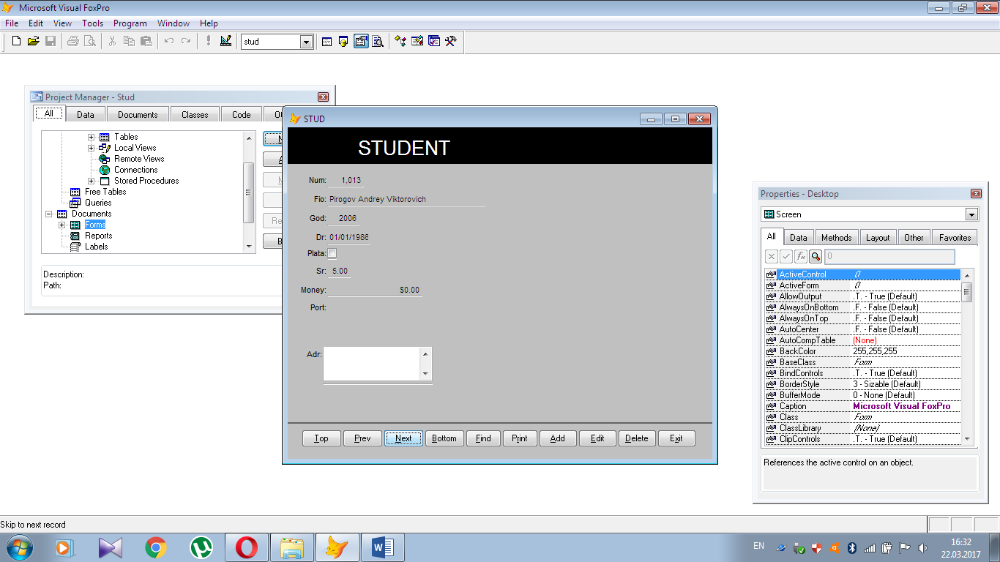 Microsoft Visual FoxPro
File Edit View Tools Program Window Help
stud
Project Manager - Stud
All Data Documents Classes Code
Tables
Local Views
Remote Views
Connections
Stored Procedures
Free Tables
Queries
Documents
Forms
Reports
Labels
Description:
Path:
STUD
STUDENT
Num: 1,013
Fio: Pirogov Andrey Viktorovich
God: 2006
Dr: 01/01/1986
Plata:
Sr: 5.00
Money: $0.00
Port:
Adr:
Top Prev Next Bottom Find Print Add Edit Delete Exit
Properties - Desktop
Screen
All Data Methods Layout Other Favorites
0
ActiveControl 0
ActiveForm 0
AllowOutput .T. - True (Default)
AlwaysOnBottom .F. - False (Default)
AlwaysOnTop .F. - False (Default)
AutoCenter .F. - False (Default)
AutoCompTable (None)
BackColor 255,255,255
BaseClass Form
BindControls .T. - True (Default)
BorderStyle 3 - Sizable (Default)
BufferMode 0 - None (Default)
Caption Microsoft Visual FoxPro
Class Form
ClassLibrary (None)
ClipControls .T. - True (Default)
References the active control on an object.
Skip to next record
EN
16:32
22.03.2017